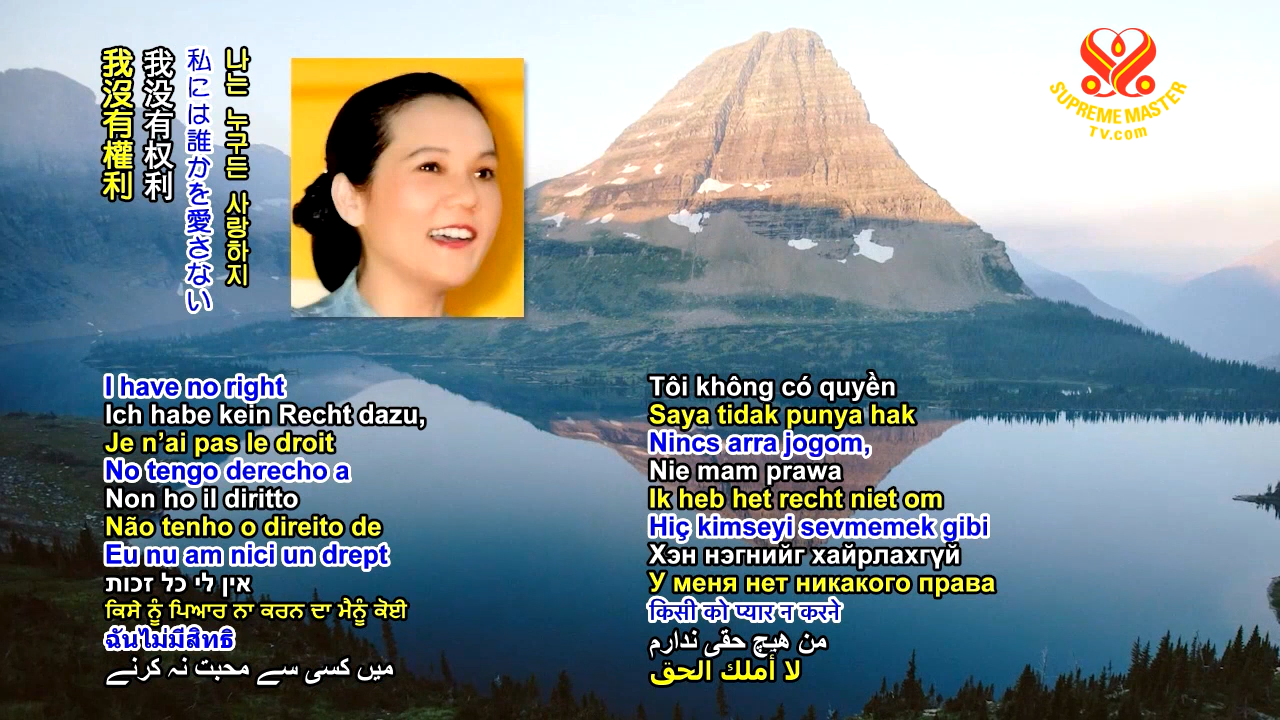 我沒有權利
我没有权利
私には誰かを愛さない
나는 누구든 사랑하지
SUPREME MASTER
TV.com
I have no right
Ich habe kein Recht dazu,
Je n’ai pas le droit
No tengo derecho a
Non ho il diritto
Não tenho o direito de
Eu nu am nici un drept
אין לי כל זכות
ਕਿਸੇ ਨੂੰ ਪਿਆਰ ਨਾ ਕਰਨ ਦਾ ਮੈਨੂੰ ਕੋਈ
ฉันไม่มีสิทธิ
میں کسی سے محبت نہ کرنے
Tôi không có quyền
Saya tidak punya hak
Nincs arra jogom,
Nie mam prawa
Ik heb het recht niet om
Hiç kimseyi sevmemek gibi
Хэн нэгнийг хайрлахгүй
У меня нет никакого права
किसी को प्यार न करने
من هیچ حقی ندارم
لا أملك الحق